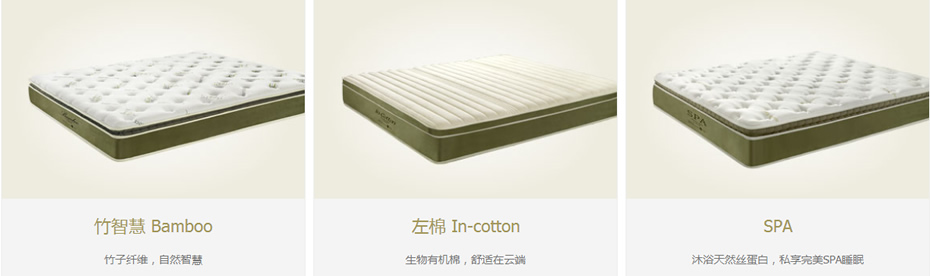 SPA
竹智慧 Bamboo
左棉 In-cotton
SPA
竹子纤维，自然智慧
生物有机棉，舒适在云端
沐浴天然丝蛋白，私享完美SPA睡眠